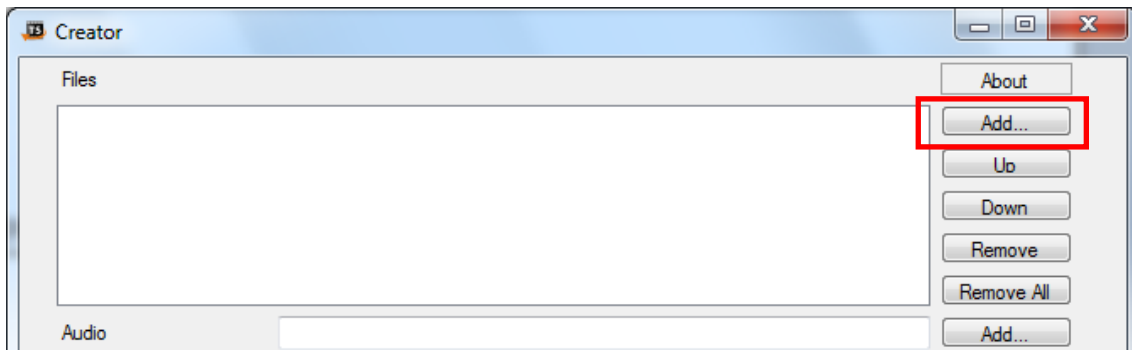 Creator
Files
About
Add...
Up
Down
Remove
Remove All
Audio
Add...